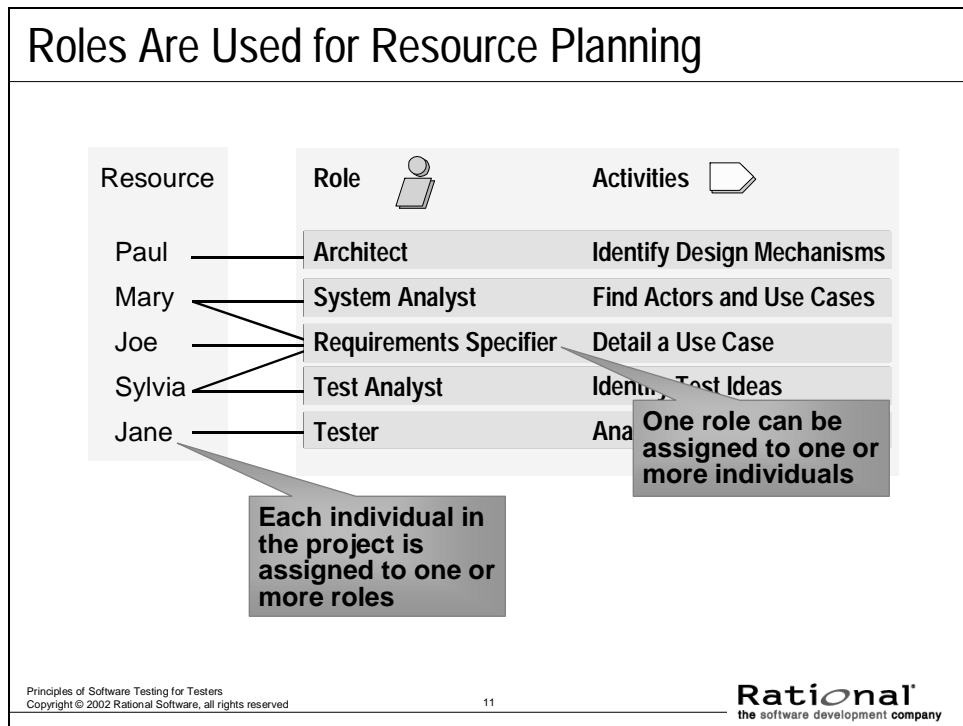 Roles Are Used for Resource Planning
Resource Role Activities
Paul Architect Identify Design Mechanisms
Mary System Analyst Find Actors and Use Cases
Joe Requirements Specifier Detail a Use Case
Sylvia Test Analyst Identify Test Ideas
Jane Tester
One role can be
assigned to one or
more individuals
Each individual in
the project is
assigned to one or
more roles
Principles of Software Testing for Testers
Copyright © 2002 Rational Software, all rights reserved
11
Rational
the software development company